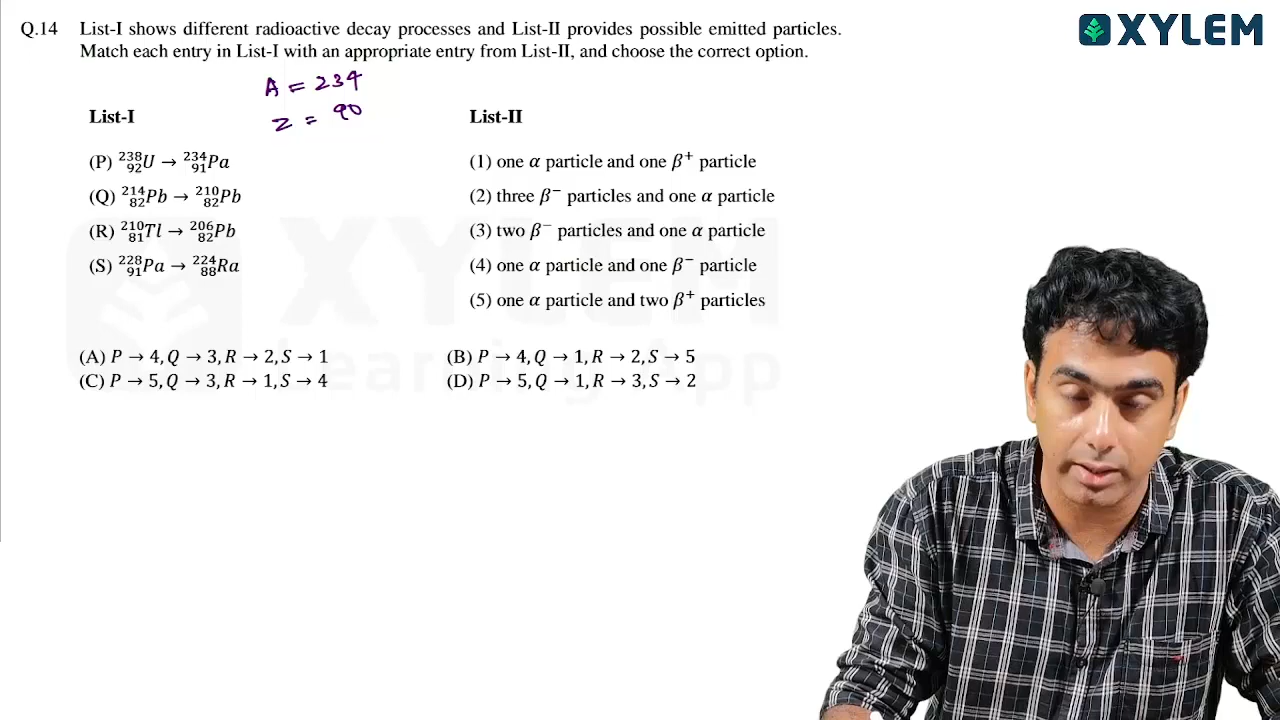 Q.14 List-I shows different radioactive decay processes and List-II provides possible emitted particles.
Match each entry in List-I with an appropriate entry from List-II, and choose the correct option.
XYLEM
A = 234
Z = 90
List-I
List-II
(P) ²³⁸₉₂U → ²³⁴₉₁Pa
(1) one α particle and one β⁺ particle
(Q) ²¹⁴₈₂Pb → ²¹⁰₈₂Pb
(2) three β⁻ particles and one α particle
(R) ²¹⁰₈₁Tl → ²⁰⁶₈₂Pb
(3) two β⁻ particles and one α particle
(S) ²²⁸₉₁Pa → ²²⁴₈₈Ra
(4) one α particle and one β⁻ particle
(5) one α particle and two β⁺ particles
(A) P → 4, Q → 3, R → 2, S → 1
(B) P → 4, Q → 1, R → 2, S → 5
(C) P → 5, Q → 3, R → 1, S → 4
(D) P → 5, Q → 1, R → 3, S → 2
XYLEM
Learning App